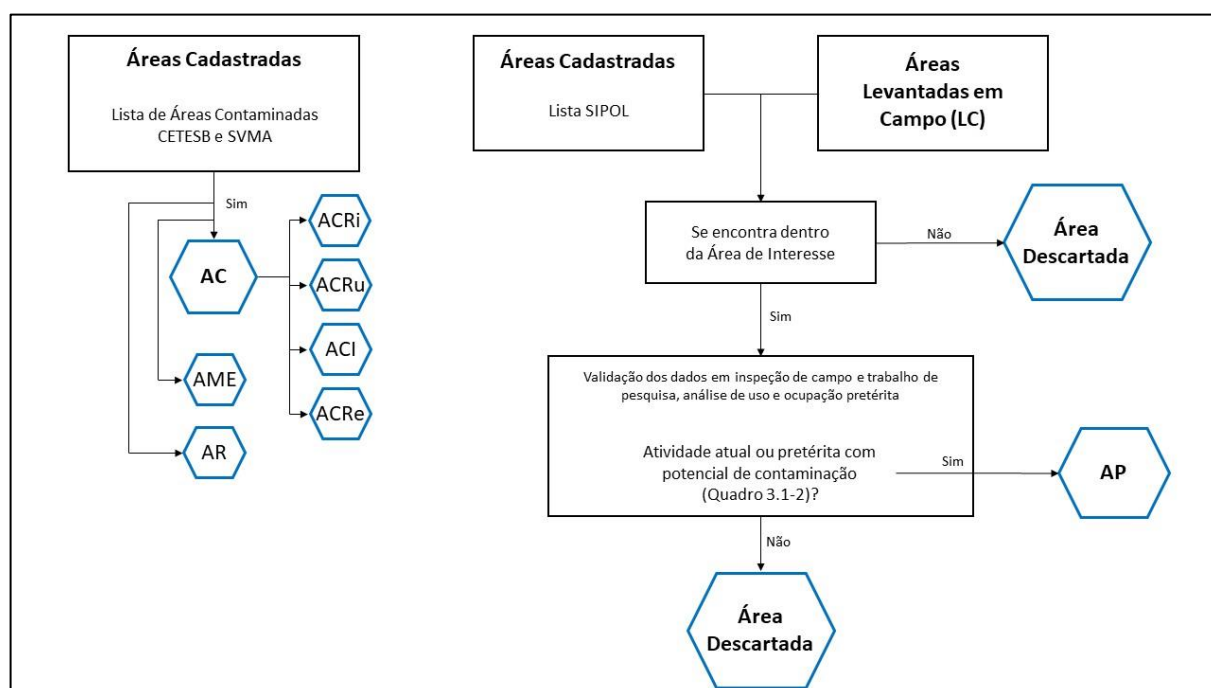 Áreas Cadastradas
Lista de Áreas Contaminadas
CETESB e SVMA
Sim
AC
ACRi
ACRu
ACI
ACRe
AME
AR
Áreas Cadastradas
Lista SIPOL
Áreas
Levantadas em
Campo (LC)
Se encontra dentro
da Área de Interesse
Não
Área
Descartada
Sim
Validação dos dados em inspeção de campo e trabalho de
pesquisa, análise de uso e ocupação pretérita
Atividade atual ou pretérita com
potencial de contaminação
(Quadro 3.1-2)?
Sim
AP
Não
Área
Descartada